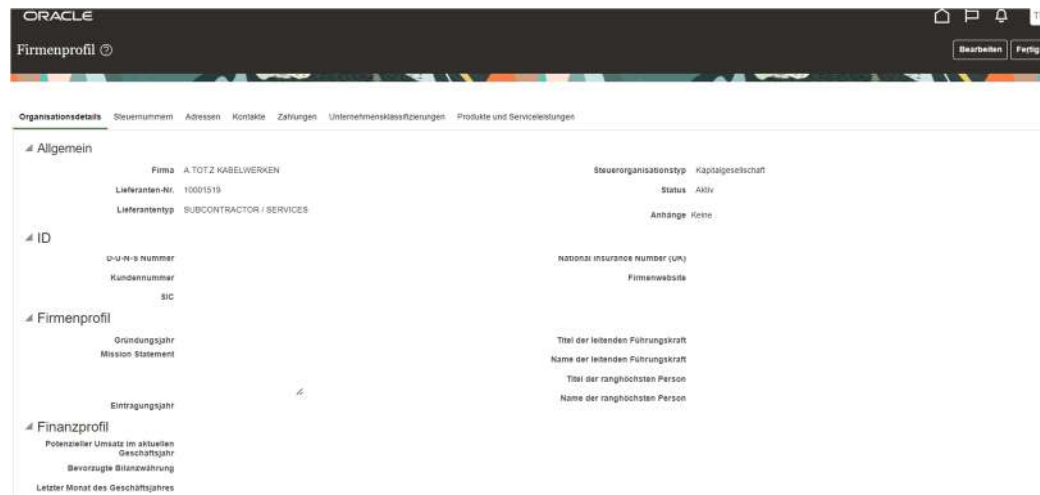 ORACLE
Firmenprofil
Bearbeiten
Organisationsdetails Steuernummern Adressen Kontakte Zahlungen Unternehmensklassifizierungen Produkte und Serviceleistungen
Allgemein
Firma A.TOT.Z KABELWERKEN
Steuerorganisationstyp Kapitalgesellschaft
Lieferanten-Nr. 10001519
Status Aktiv
Lieferantentyp SUBCONTRACTOR / SERVICES
Anhänge Keine
ID
D-U-N-S Nummer
National Insurance Number (UK)
Kundennummer
Firmenwebsite
SIC
Firmenprofil
Gründungsjahr
Titel der leitenden Führungskraft
Mission Statement
Name der leitenden Führungskraft
Titel der ranghöchsten Person
Name der ranghöchsten Person
Eintragungsjahr
Finanzprofil
Potenzieller Umsatz im aktuellen
Geschäftsjahr
Bevorzugte Bilanzwährung
Letzter Monat des Geschäftsjahres